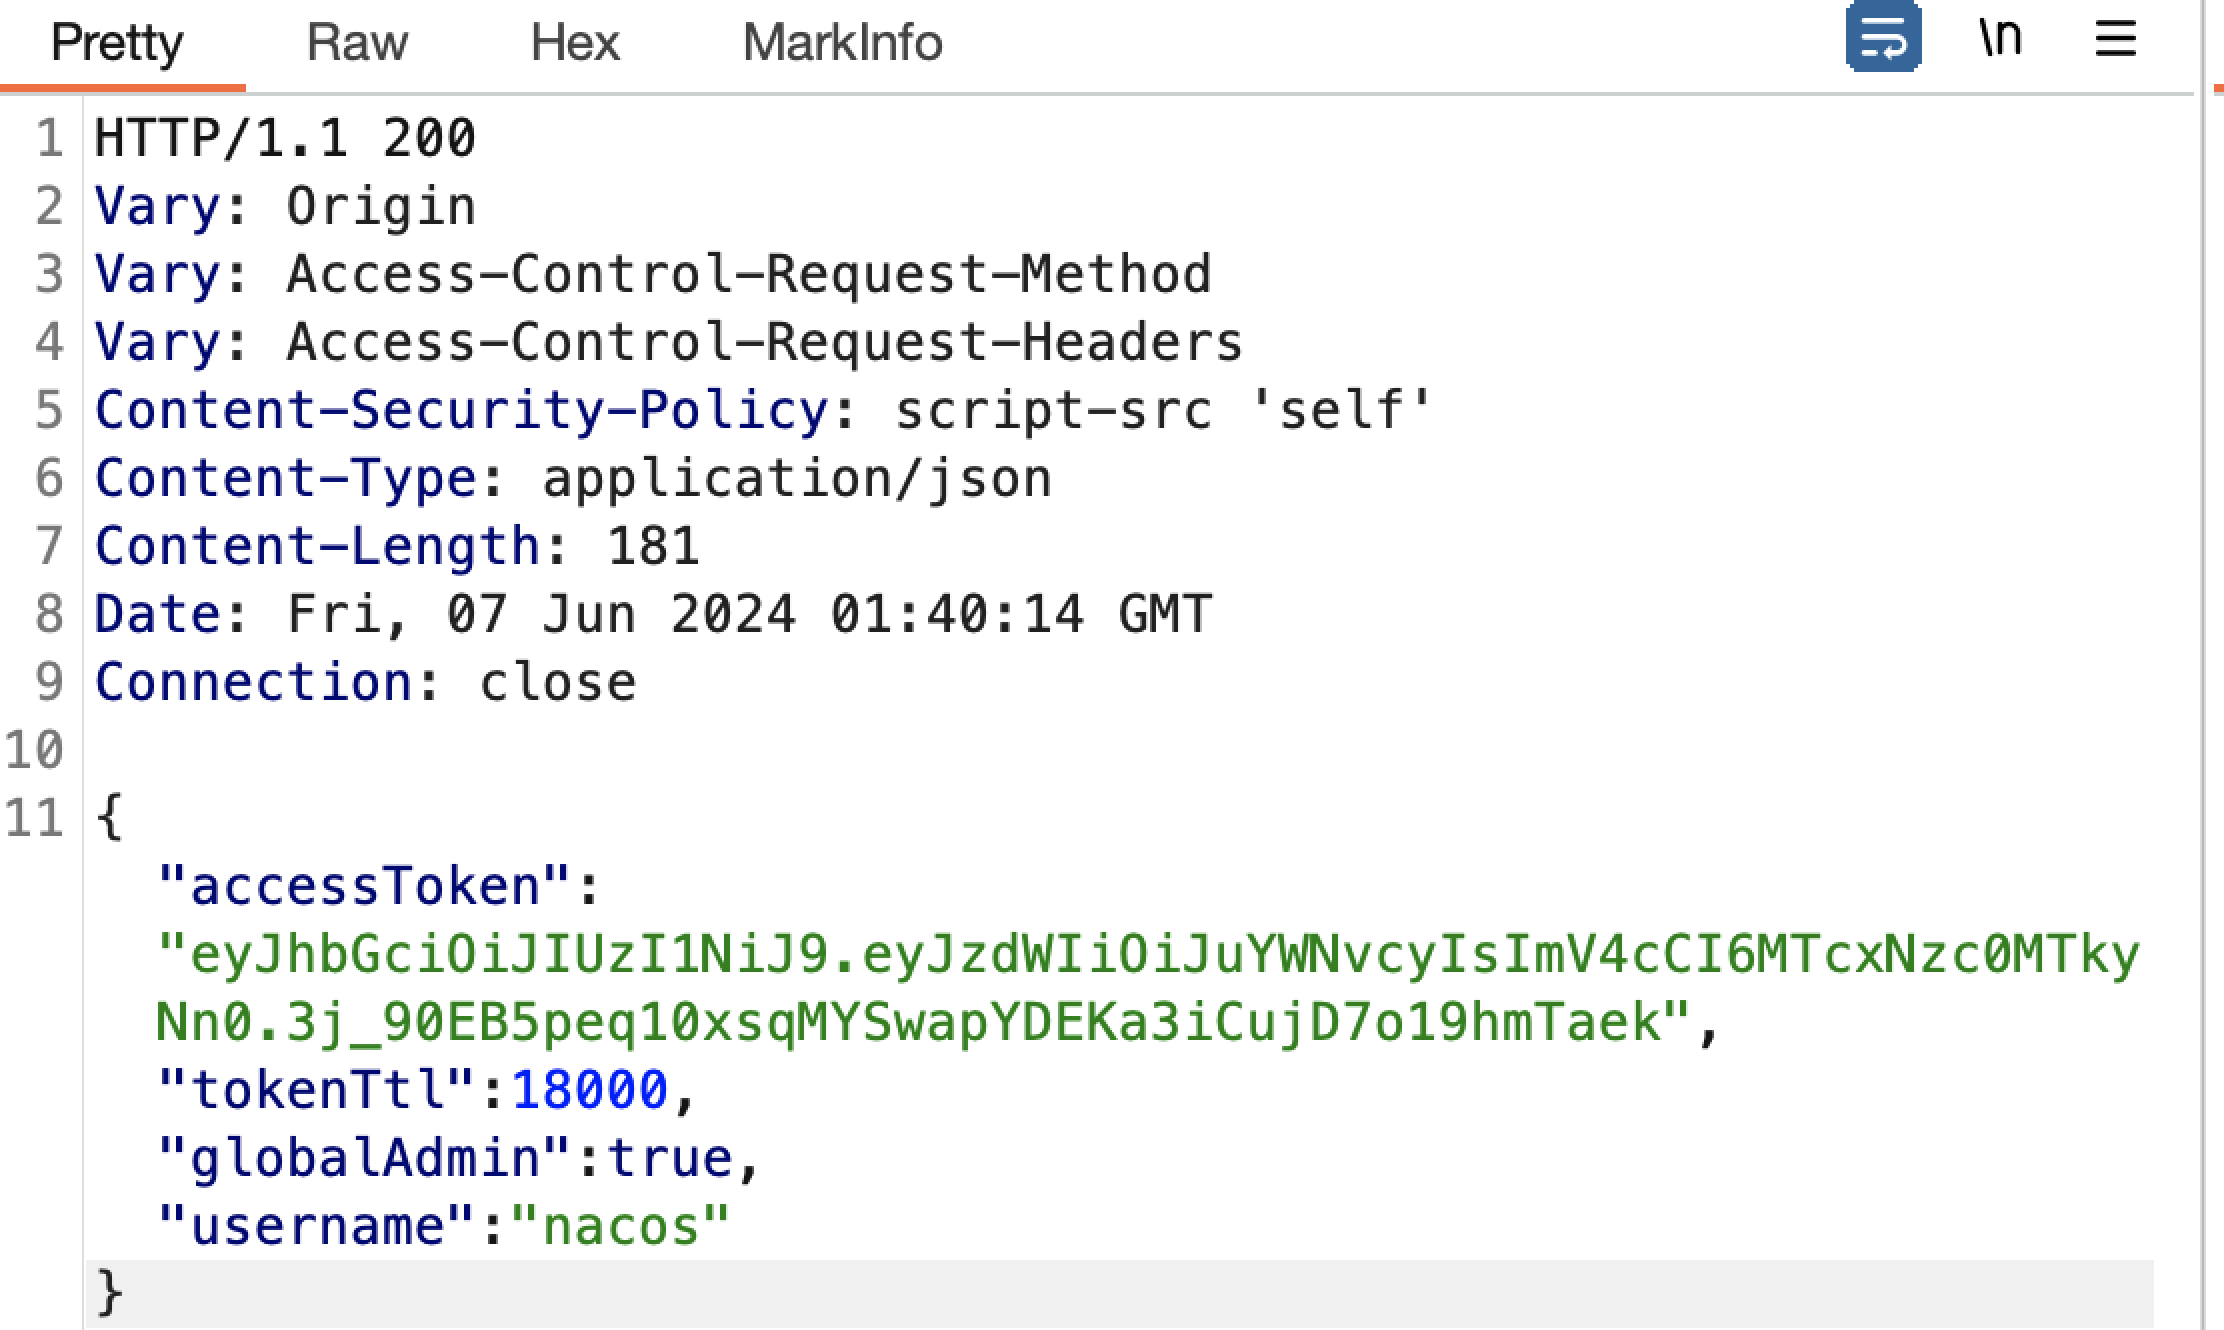 Pretty Raw Hex MarkInfo \n
1 HTTP/1.1 200
2 Vary: Origin
3 Vary: Access-Control-Request-Method
4 Vary: Access-Control-Request-Headers
5 Content-Security-Policy: script-src 'self'
6 Content-Type: application/json
7 Content-Length: 181
8 Date: Fri, 07 Jun 2024 01:40:14 GMT
9 Connection: close
10
11 {
"accessToken":
"eyJhbGciOiJIUzI1NiJ9.eyJzdWIiOiJuYWNvcyIsImV4cCI6MTcxNzc0MTky
Nn0.3j_90EB5peq10xsqMYSwapYDEKa3iCujD7o19hmTaek",
"tokenTtl":18000,
"globalAdmin":true,
"username":"nacos"
}